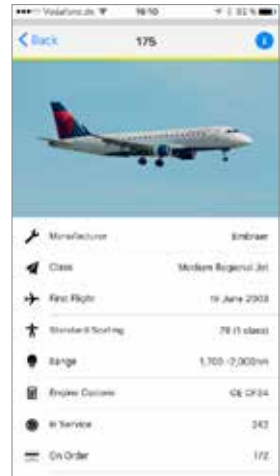 Vodafone.de 16:10 82 %
Back 175
Manufacturer Embraer
Class Medium Regional Jet
First Flight 19 June 2003
Standard Seating 78 (1 class)
Range 1,700 -2,000nm
Engine Options GE CF34
In Service 242
On Order 172